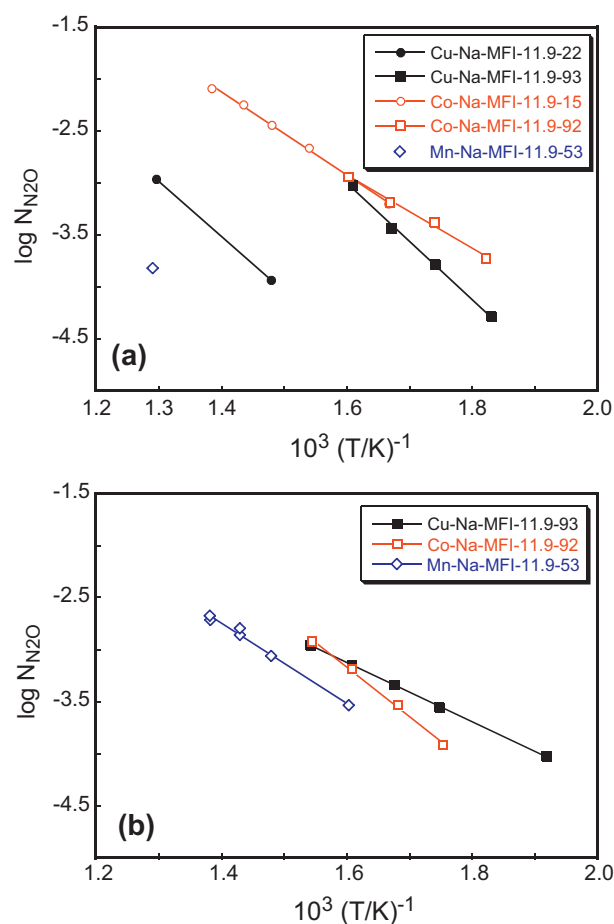 -1.5
-2.5
-3.5
-4.5
log N_N2O
Cu-Na-MFI-11.9-22
Cu-Na-MFI-11.9-93
Co-Na-MFI-11.9-15
Co-Na-MFI-11.9-92
Mn-Na-MFI-11.9-53
(a)
1.2 1.3 1.4 1.6 1.8 2.0
10³ (T/K)⁻¹
-1.5
-2.5
-3.5
-4.5
log N_N2O
Cu-Na-MFI-11.9-93
Co-Na-MFI-11.9-92
Mn-Na-MFI-11.9-53
(b)
1.2 1.4 1.6 1.8 2.0
10³ (T/K)⁻¹